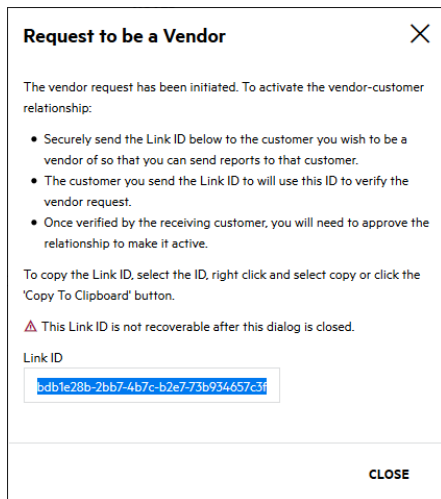 Request to be a Vendor
The vendor request has been initiated. To activate the vendor-customer
relationship:
• Securely send the Link ID below to the customer you wish to be a
vendor of so that you can send reports to that customer.
• The customer you send the Link ID to will use this ID to verify the
vendor request.
• Once verified by the receiving customer, you will need to approve the
relationship to make it active.
To copy the Link ID, select the ID, right click and select copy or click the
'Copy To Clipboard' button.
This Link ID is not recoverable after this dialog is closed.
Link ID
bdb1e28b-2bb7-4b7c-b2e7-73b934657c3f
CLOSE